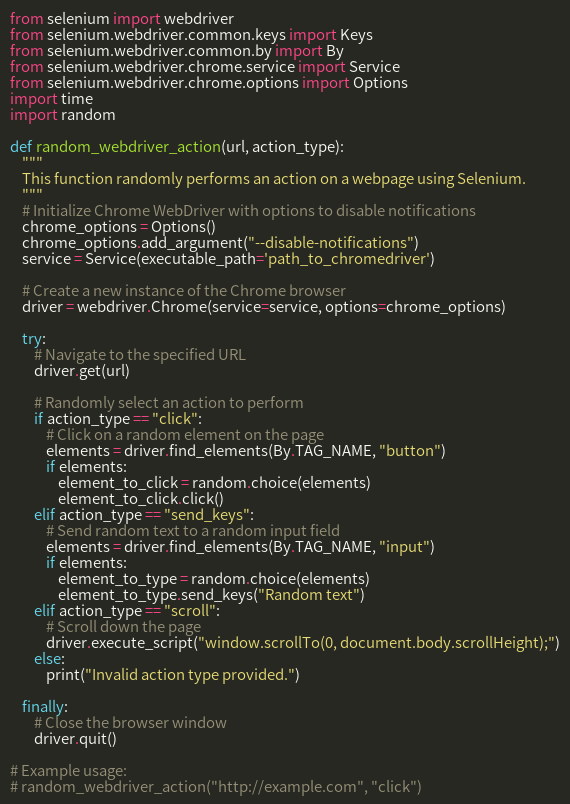 from selenium import webdriver
from selenium.webdriver.common.keys import Keys
from selenium.webdriver.common.by import By
from selenium.webdriver.chrome.service import Service
from selenium.webdriver.chrome.options import Options
import time
import random

def random_webdriver_action(url, action_type):
    """
    This function randomly performs an action on a webpage using Selenium.
    """
    # Initialize Chrome WebDriver with options to disable notifications
    chrome_options = Options()
    chrome_options.add_argument("--disable-notifications")
    service = Service(executable_path='path_to_chromedriver')

    # Create a new instance of the Chrome browser
    driver = webdriver.Chrome(service=service, options=chrome_options)

    try:
        # Navigate to the specified URL
        driver.get(url)

        # Randomly select an action to perform
        if action_type == "click":
            # Click on a random element on the page
            elements = driver.find_elements(By.TAG_NAME, "button")
            if elements:
                element_to_click = random.choice(elements)
                element_to_click.click()
        elif action_type == "send_keys":
            # Send random text to a random input field
            elements = driver.find_elements(By.TAG_NAME, "input")
            if elements:
                element_to_type = random.choice(elements)
                element_to_type.send_keys("Random text")
        elif action_type == "scroll":
            # Scroll down the page
            driver.execute_script("window.scrollTo(0, document.body.scrollHeight);")
        else:
            print("Invalid action type provided.")

    finally:
        # Close the browser window
        driver.quit()

# Example usage:
# random_webdriver_action("http://example.com", "click")